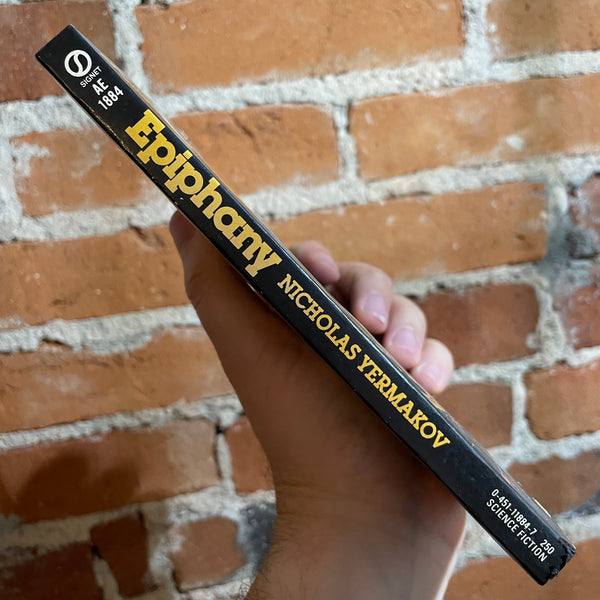 SIGNET
AE
1884
Epiphany
NICHOLAS YERMAKOV
0-451-11884-7 250
SCIENCE FICTION